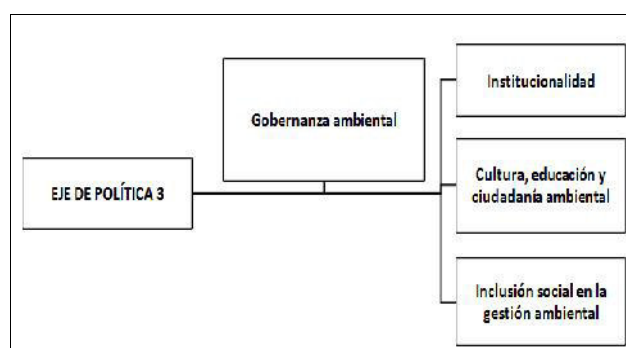 EJE DE POLÍTICA 3
Gobernanza ambiental
Institucionalidad
Cultura, educación y
ciudadanía ambiental
Inclusión social en la
gestión ambiental